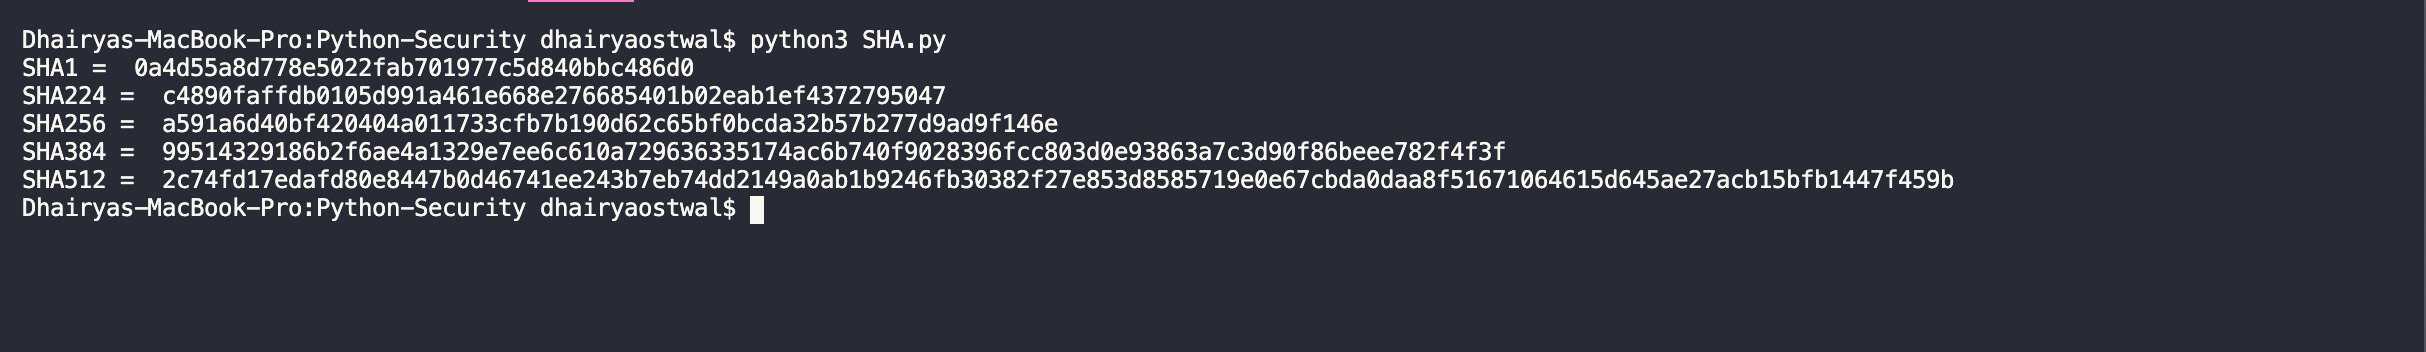 Dhairyas-MacBook-Pro:Python-Security dhairyaostwal$ python3 SHA.py
SHA1 =  0a4d55a8d778e5022fab701977c5d840bbc486d0
SHA224 =  c4890faffdb0105d991a461e668e276685401b02eab1ef4372795047
SHA256 =  a591a6d40bf420404a011733cfb7b190d62c65bf0bcda32b57b277d9ad9f146e
SHA384 =  99514329186b2f6ae4a1329e7ee6c610a729636335174ac6b740f9028396fcc803d0e93863a7c3d90f86beee782f4f3f
SHA512 =  2c74fd17edafd80e8447b0d46741ee243b7eb74dd2149a0ab1b9246fb30382f27e853d8585719e0e67cbda0daa8f51671064615d645ae27acb15bfb1447f459b
Dhairyas-MacBook-Pro:Python-Security dhairyaostwal$